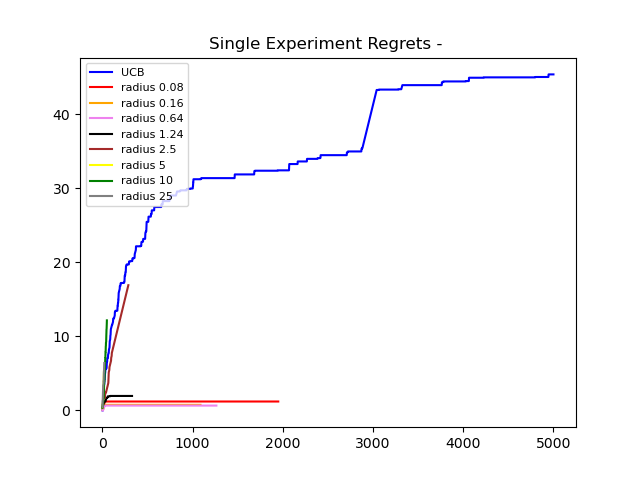 Single Experiment Regrets -
UCB
radius 0.08
radius 0.16
radius 0.64
radius 1.24
radius 2.5
radius 5
radius 10
radius 25
40
30
20
10
0
0 1000 2000 3000 4000 5000